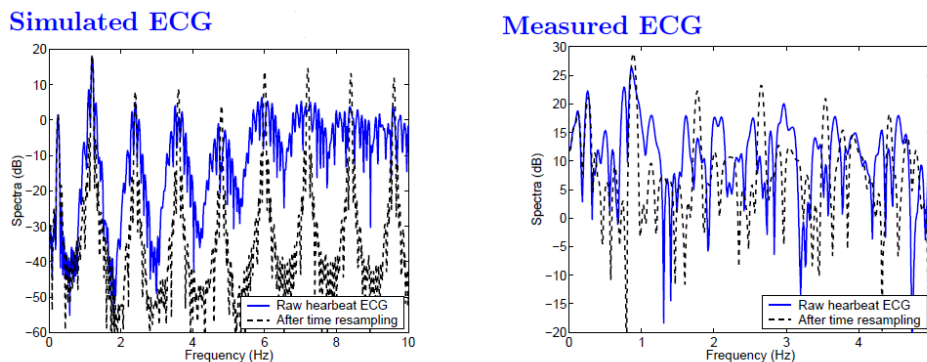 Simulated ECG
20
10
0
−10
−20
−30
−40
−50
−60
Spectra (dB)
0 2 4 6 8 10
Frequency (Hz)
Raw hearbeat ECG
After time resampling
Measured ECG
30
25
20
15
10
5
0
−5
−10
−15
−20
Spectra (dB)
0 1 2 3 4
Frequency (Hz)
Raw hearbeat ECG
After time resampling